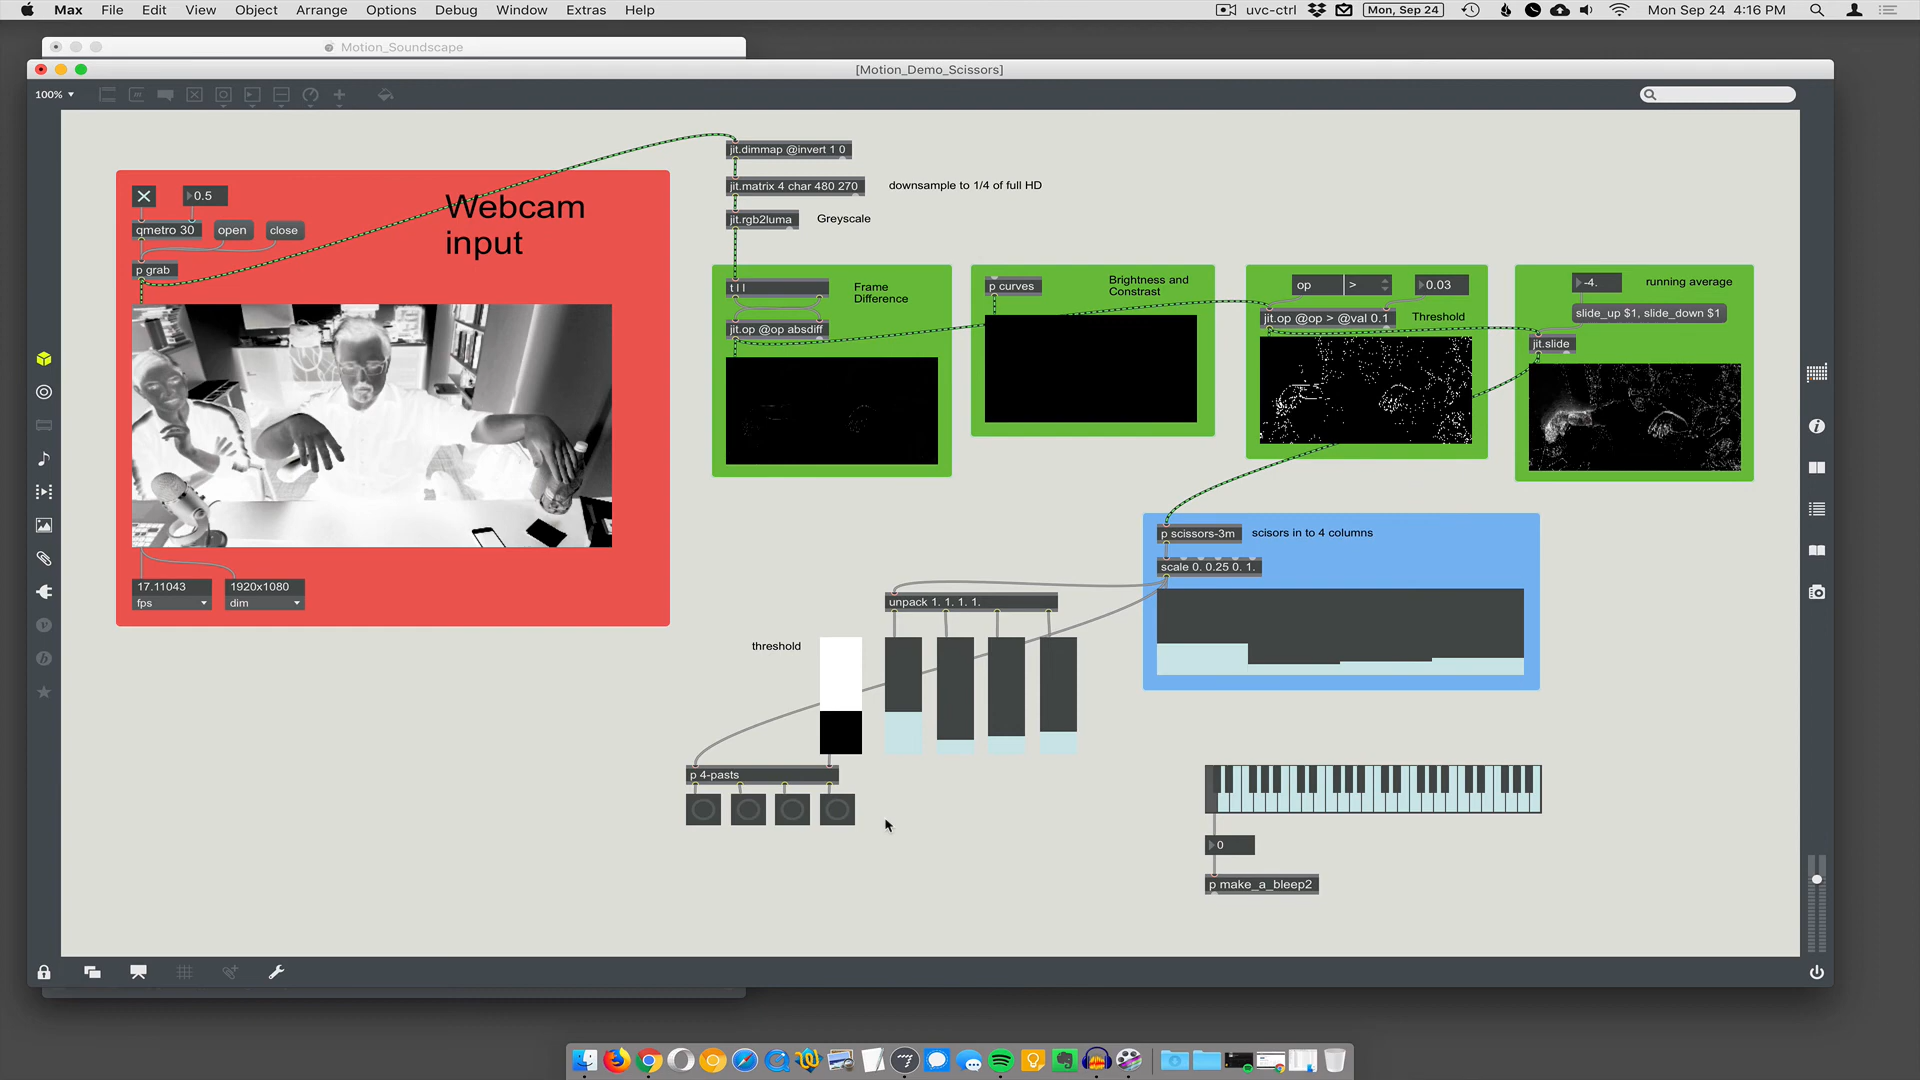 Max File Edit View Object Arrange Options Debug Window Extras Help uvc-ctrl Mon, Sep 24 Mon Sep 24 4:16 PM
Motion_Soundscape
[Motion_Demo_Scissors]
100%
jit.dimmap @invert 1 0
jit.matrix 4 char 480 270
downsample to 1/4 of full HD
jit.rgb2luma
Greyscale
0.5
Webcam
input
qmetro 30
open
close
p grab
17.11043
fps
1920x1080
dim
t l l
Frame
Difference
jit.op @op absdiff
p curves
Brightness and
Constrast
op
>
0.03
jit.op @op > @val 0.1
Threshold
-4.
running average
slide_up $1, slide_down $1
jit.slide
p scissors-3m
scisors in to 4 columns
scale 0. 0.25 0. 1.
unpack 1. 1. 1. 1.
threshold
p 4-pasts
0
p make_a_bleep2